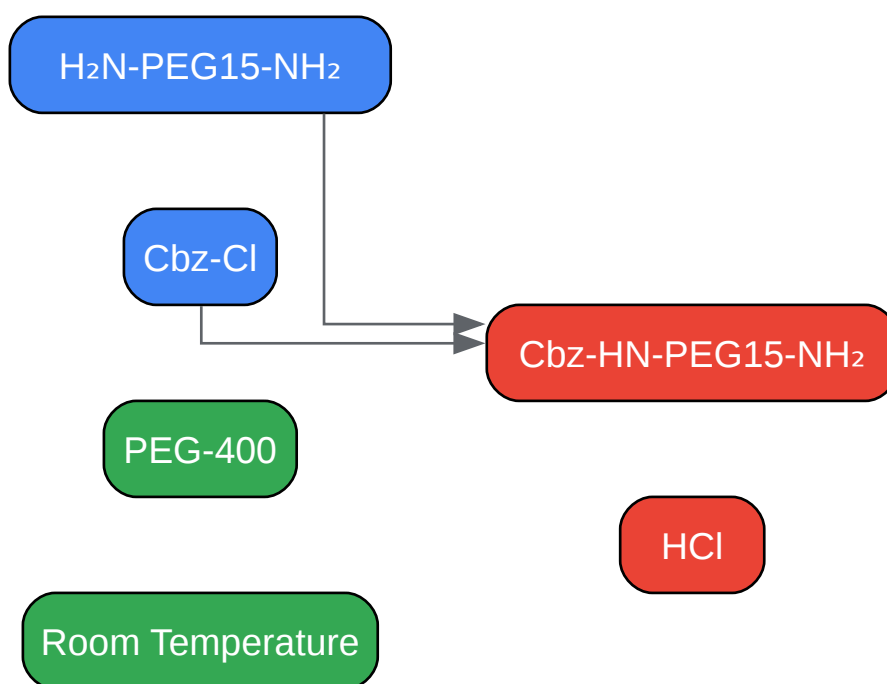 H₂N-PEG15-NH₂
Cbz-Cl
Cbz-HN-PEG15-NH₂
PEG-400
HCl
Room Temperature